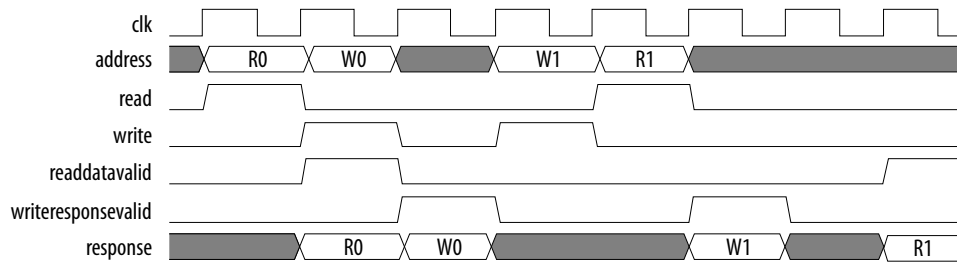 clk
address R0 W0 W1 R1
read
write
readdatavalid
writeresponsevalid
response R0 W0 W1 R1